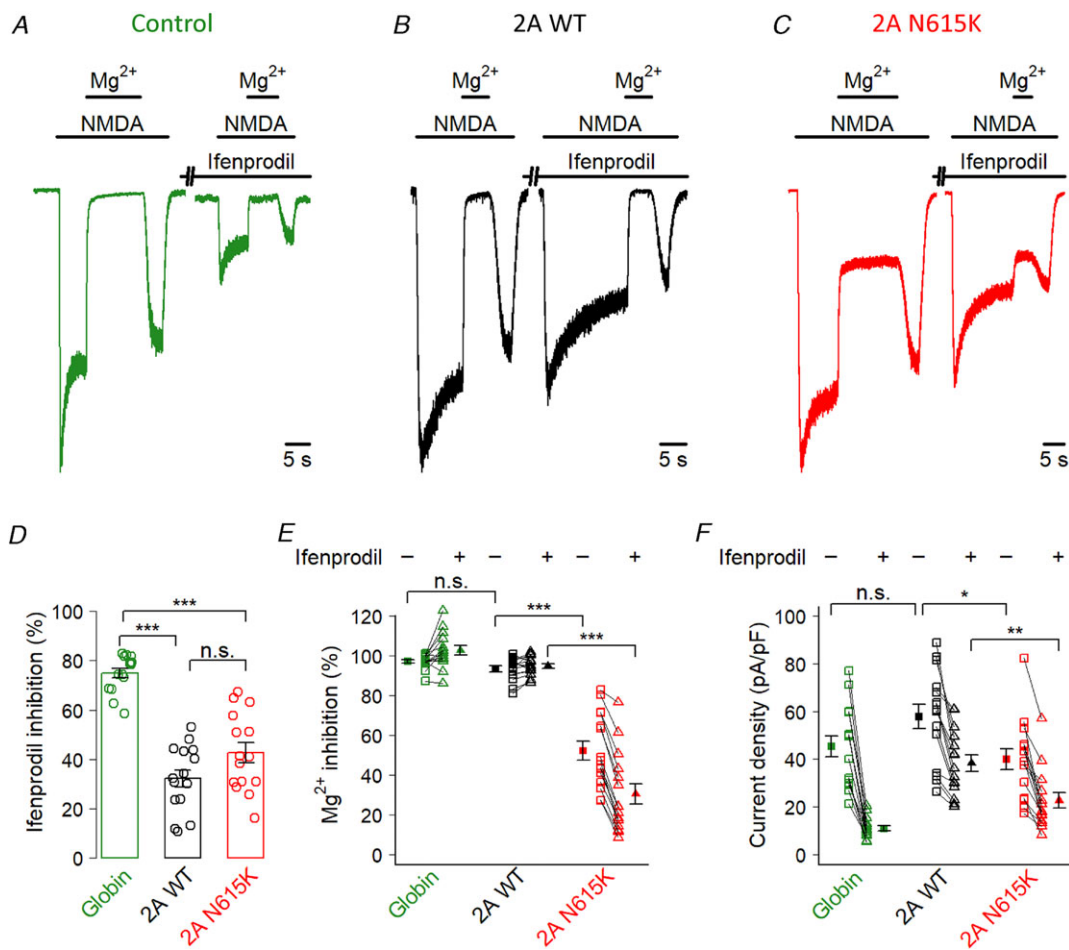 A Control
Mg2+ Mg2+
NMDA NMDA
Ifenprodil
5 s
B 2A WT
Mg2+ Mg2+
NMDA NMDA
Ifenprodil
5 s
C 2A N615K
Mg2+ Mg2+
NMDA NMDA
Ifenprodil
5 s
D
Ifenprodil inhibition (%)
100
80
60
40
20
0
***
*** n.s.
Globin 2A WT 2A N615K
E
Ifenprodil − + − + − +
n.s.
***
***
Mg2+ inhibition (%)
120
100
80
60
40
20
0
Globin 2A WT 2A N615K
F
Ifenprodil − + − + − +
n.s. *
**
Current density (pA/pF)
100
80
60
40
20
0
Globin 2A WT 2A N615K